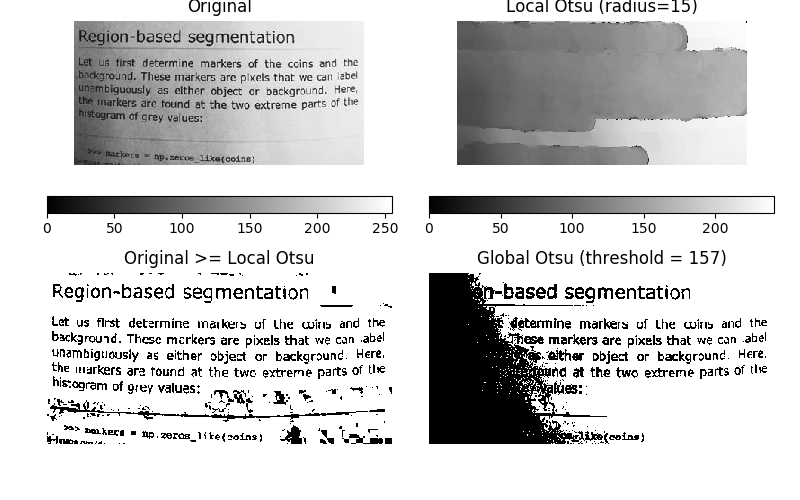 Original
Local Otsu (radius=15)
Region-based segmentation
Let us first determine markers of the coins and the
background. These markers are pixels that we can label
unambiguously as either object or background. Here,
the markers are found at the two extreme parts of the
histogram of grey values:
>>> markers = np.zeros_like(coins)
0 50 100 150 200 250
0 50 100 150 200
Original >= Local Otsu
Global Otsu (threshold = 157)
Region-based segmentation
Let us first determine markers of the coins and the
background. These markers are pixels that we can label
unambiguously as either object or background. Here,
the markers are found at the two extreme parts of the
histogram of grey values:
>>> markers = np.zeros_like(coins)
n-based segmentation
determine markers of the coins and the
These markers are pixels that we can label
as either object or background. Here,
found at the two extreme parts of the
values:
like(coins)